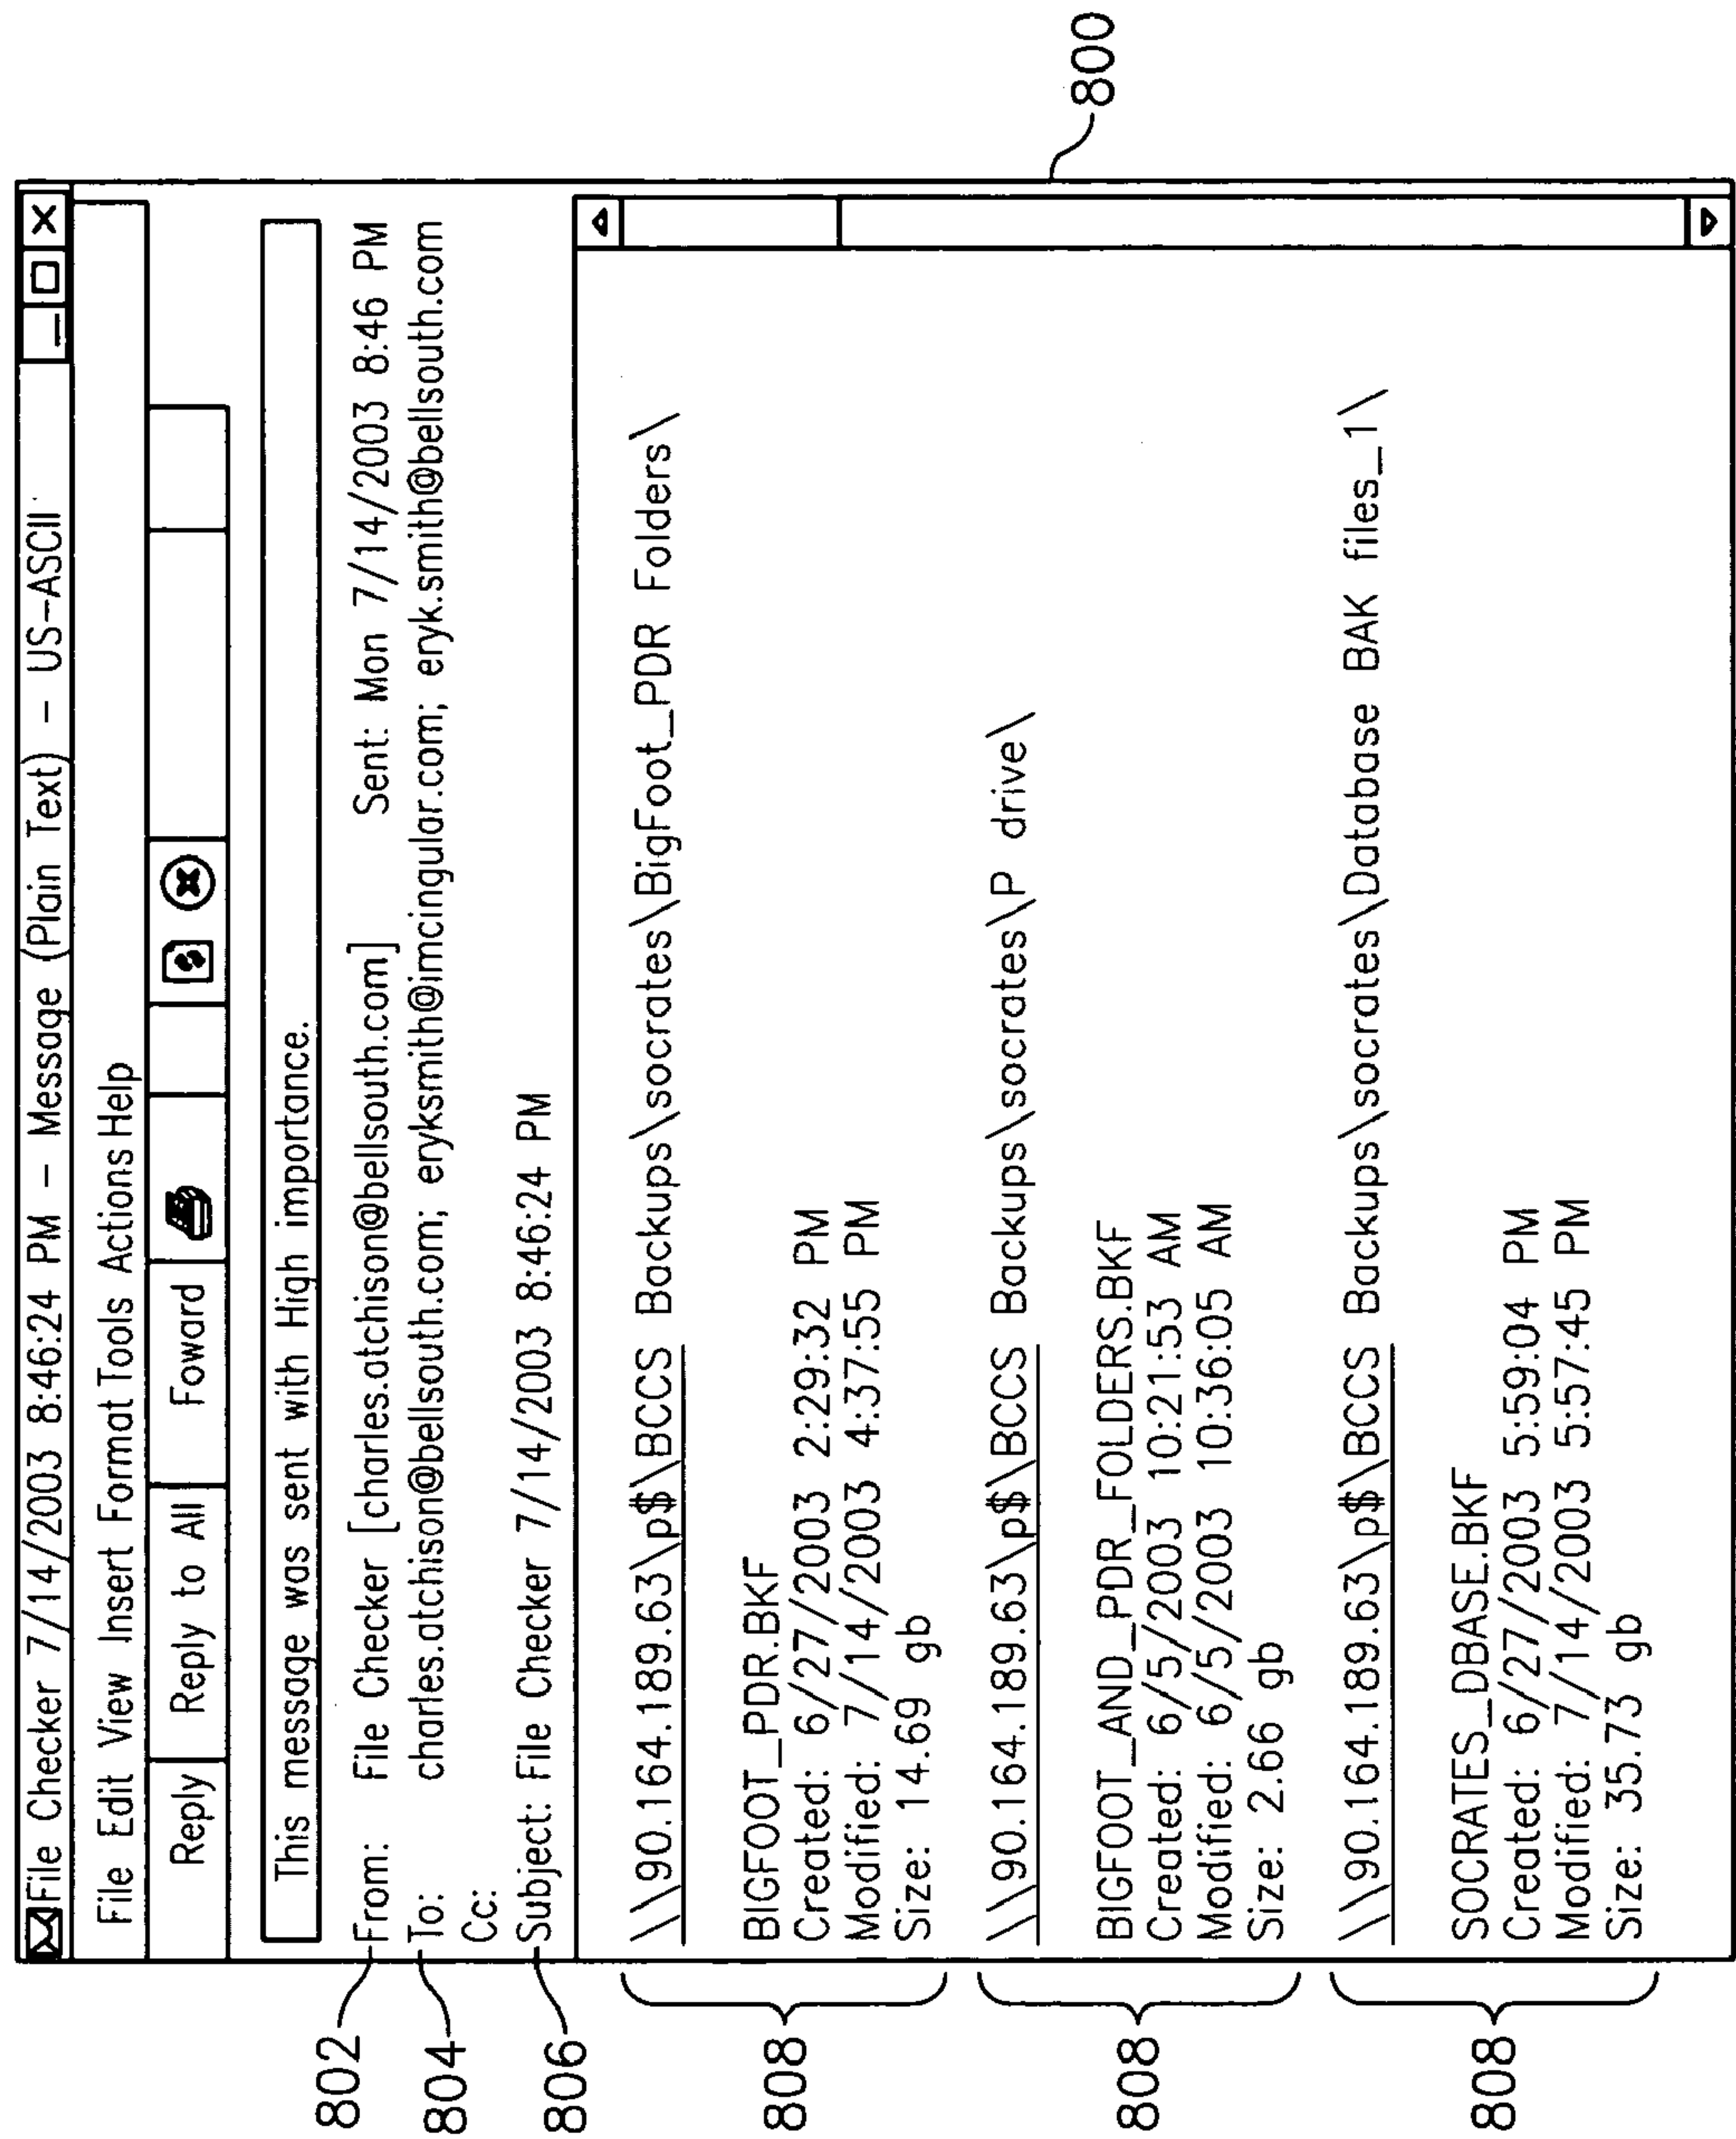 File Checker 7/14/2003 8:46:24 PM – Message (Plain Text) – US–ASCII
File Edit View Insert Format Tools Actions Help
Reply Reply to All Foward
This message was sent with High importance.
802 From: File Checker [charles.atchison@bellsouth.com] Sent: Mon 7/14/2003 8:46 PM
804 To: charles.atchison@bellsouth.com; eryksmith@imcingular.com; eryk.smith@bellsouth.com
Cc:
806 Subject: File Checker 7/14/2003 8:46:24 PM
800
\\90.164.189.63\p$\BCCS Backups\socrates\BigFoot_PDR Folders\
808
BIGFOOT_PDR.BKF
Created: 6/27/2003 2:29:32 PM
Modified: 7/14/2003 4:37:55 PM
Size: 14.69 gb
\\90.164.189.63\p$\BCCS Backups\socrates\P drive\
808
BIGFOOT_AND_PDR_FOLDERS.BKF
Created: 6/5/2003 10:21:53 AM
Modified: 6/5/2003 10:36:05 AM
Size: 2.66 gb
\\90.164.189.63\p$\BCCS Backups\socrates\Database BAK files_1\
808
SOCRATES_DBASE.BKF
Created: 6/27/2003 5:59:04 PM
Modified: 7/14/2003 5:57:45 PM
Size: 35.73 gb